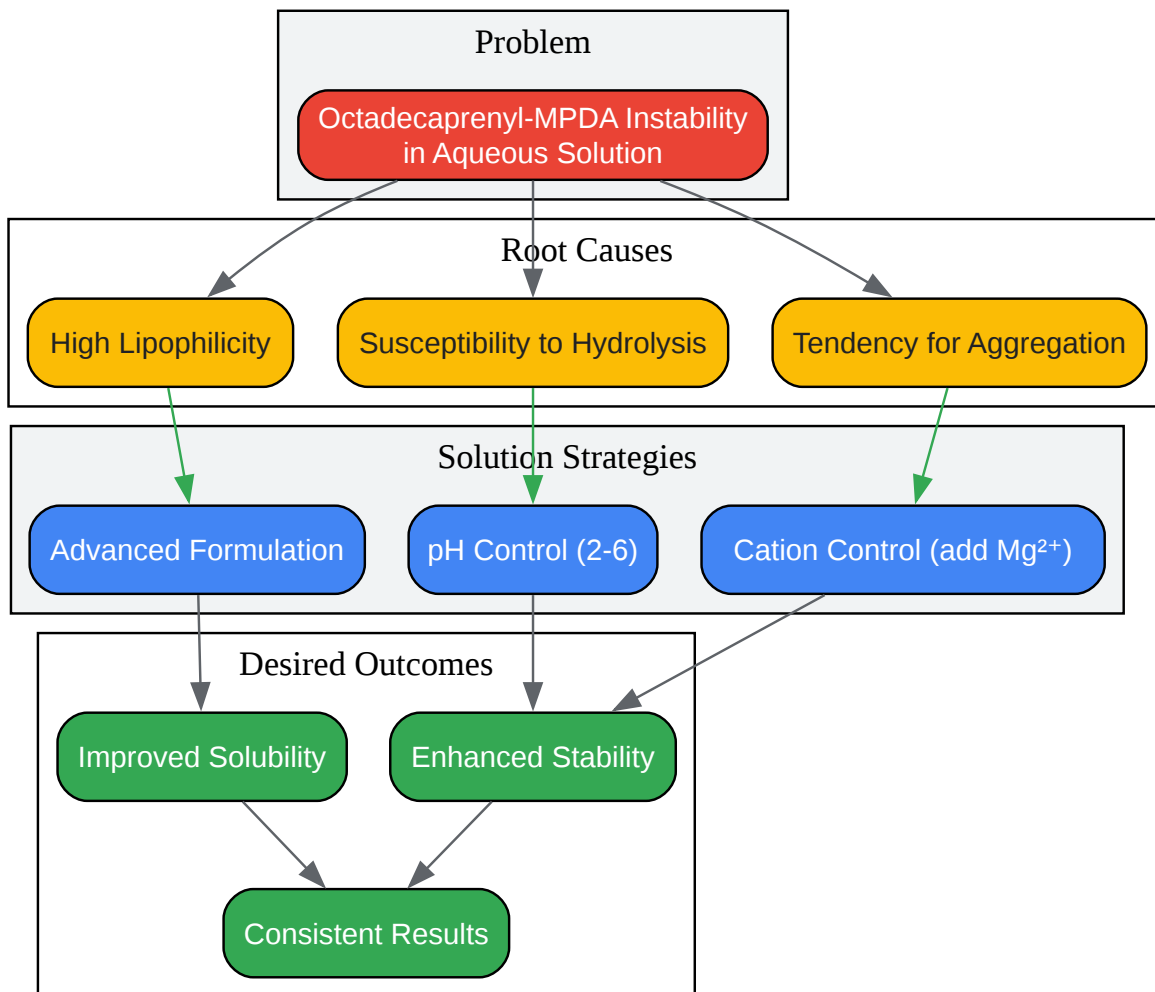 Problem
Octadecaprenyl-MPDA Instability
in Aqueous Solution
Root Causes
High Lipophilicity
Susceptibility to Hydrolysis
Tendency for Aggregation
Solution Strategies
Advanced Formulation
pH Control (2-6)
Cation Control (add Mg²⁺)
Desired Outcomes
Improved Solubility
Enhanced Stability
Consistent Results